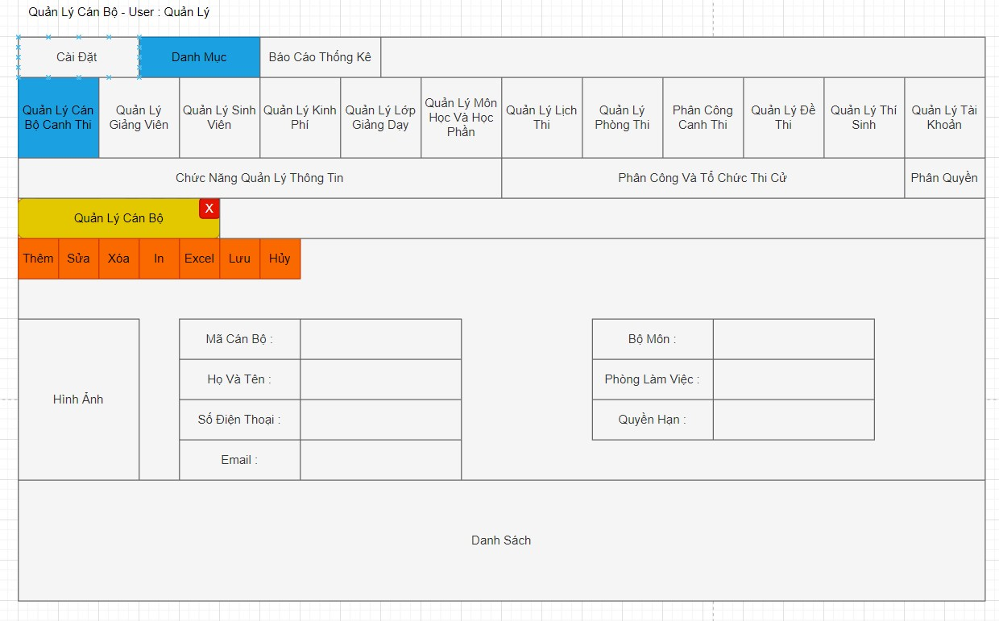 Quản Lý Cán Bộ - User : Quản Lý
Cài Đặt
Danh Mục
Báo Cáo Thống Kê
Quản Lý Cán
Bộ Canh Thi
Quản Lý
Giảng Viên
Quản Lý Sinh
Viên
Quản Lý Kinh
Phí
Quản Lý Lớp
Giảng Dạy
Quản Lý Môn
Học Và Học
Phần
Quản Lý Lịch
Thi
Quản Lý
Phòng Thi
Phân Công
Canh Thi
Quản Lý Đề
Thi
Quản Lý Thí
Sinh
Quản Lý Tài
Khoản
Chức Năng Quản Lý Thông Tin
Phân Công Và Tổ Chức Thi Cử
Phân Quyền
Quản Lý Cán Bộ
X
Thêm
Sửa
Xóa
In
Excel
Lưu
Hủy
Hình Ảnh
Mã Cán Bộ :
Họ Và Tên :
Số Điện Thoại :
Email :
Bộ Môn :
Phòng Làm Việc :
Quyền Hạn :
Danh Sách